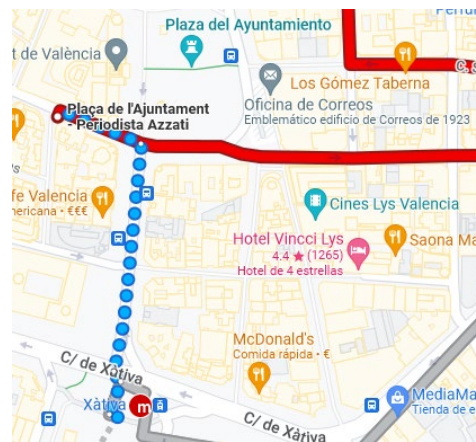 Plaza del Ayuntamiento
t de València
Los Gómez Taberna
Oficina de Correos
Emblemático edificio de Correos de 1923
Plaça de l'Ajuntament
- Periodista Azzati
fe Valencia
nericana • €€€
Cines Lys Valencia
Hotel Vincci Lys
4.4 ★ (1265)
Hotel de 4 estrellas
Saona Ma
McDonald's
Comida rápida • €
C/ de Xàtiva
Xàtiva
m
C/ de Xàtiva
MediaMa
Tienda de e